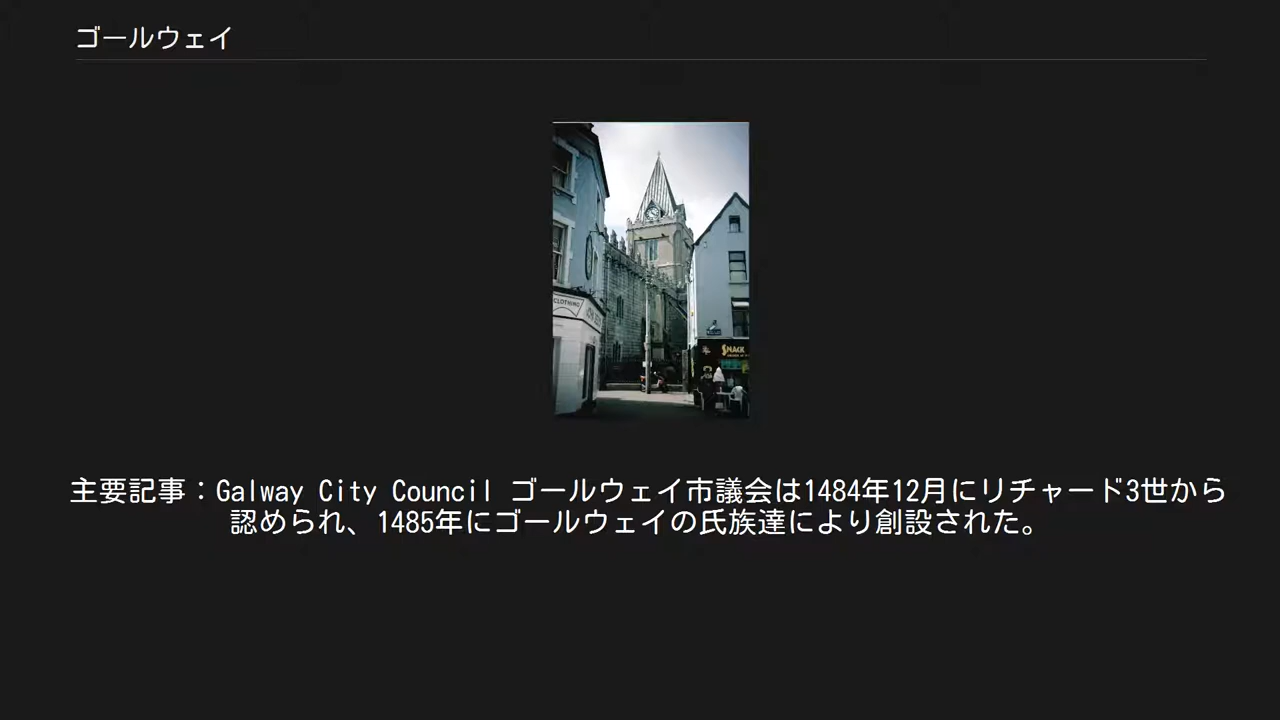 ゴールウェイ
CLOTHING
SNACK
主要記事：Galway City Council ゴールウェイ市議会は1484年12月にリチャード3世から
認められ、1485年にゴールウェイの氏族達により創設された。